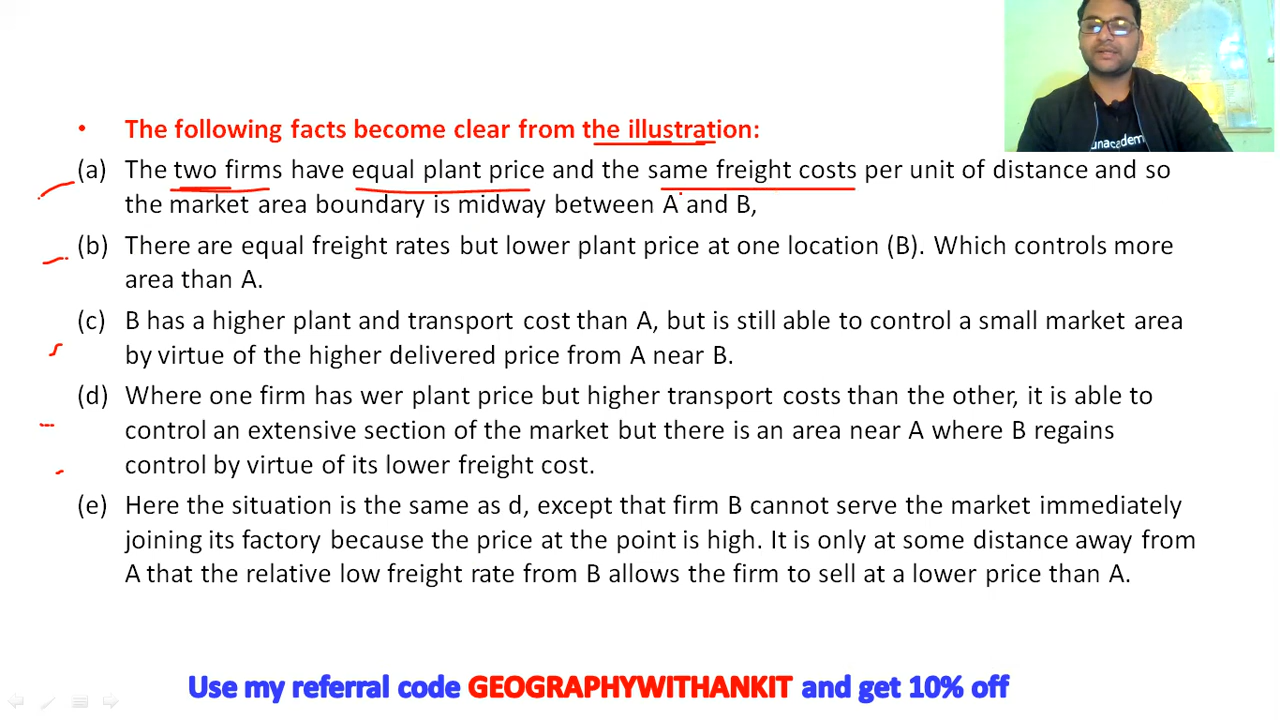 unacadem
• The following facts become clear from the illustration:
(a) The two firms have equal plant price and the same freight costs per unit of distance and so
the market area boundary is midway between A and B,
(b) There are equal freight rates but lower plant price at one location (B). Which controls more
area than A.
(c) B has a higher plant and transport cost than A, but is still able to control a small market area
by virtue of the higher delivered price from A near B.
(d) Where one firm has wer plant price but higher transport costs than the other, it is able to
control an extensive section of the market but there is an area near A where B regains
control by virtue of its lower freight cost.
(e) Here the situation is the same as d, except that firm B cannot serve the market immediately
joining its factory because the price at the point is high. It is only at some distance away from
A that the relative low freight rate from B allows the firm to sell at a lower price than A.
Use my referral code GEOGRAPHYWITHANKIT and get 10% off